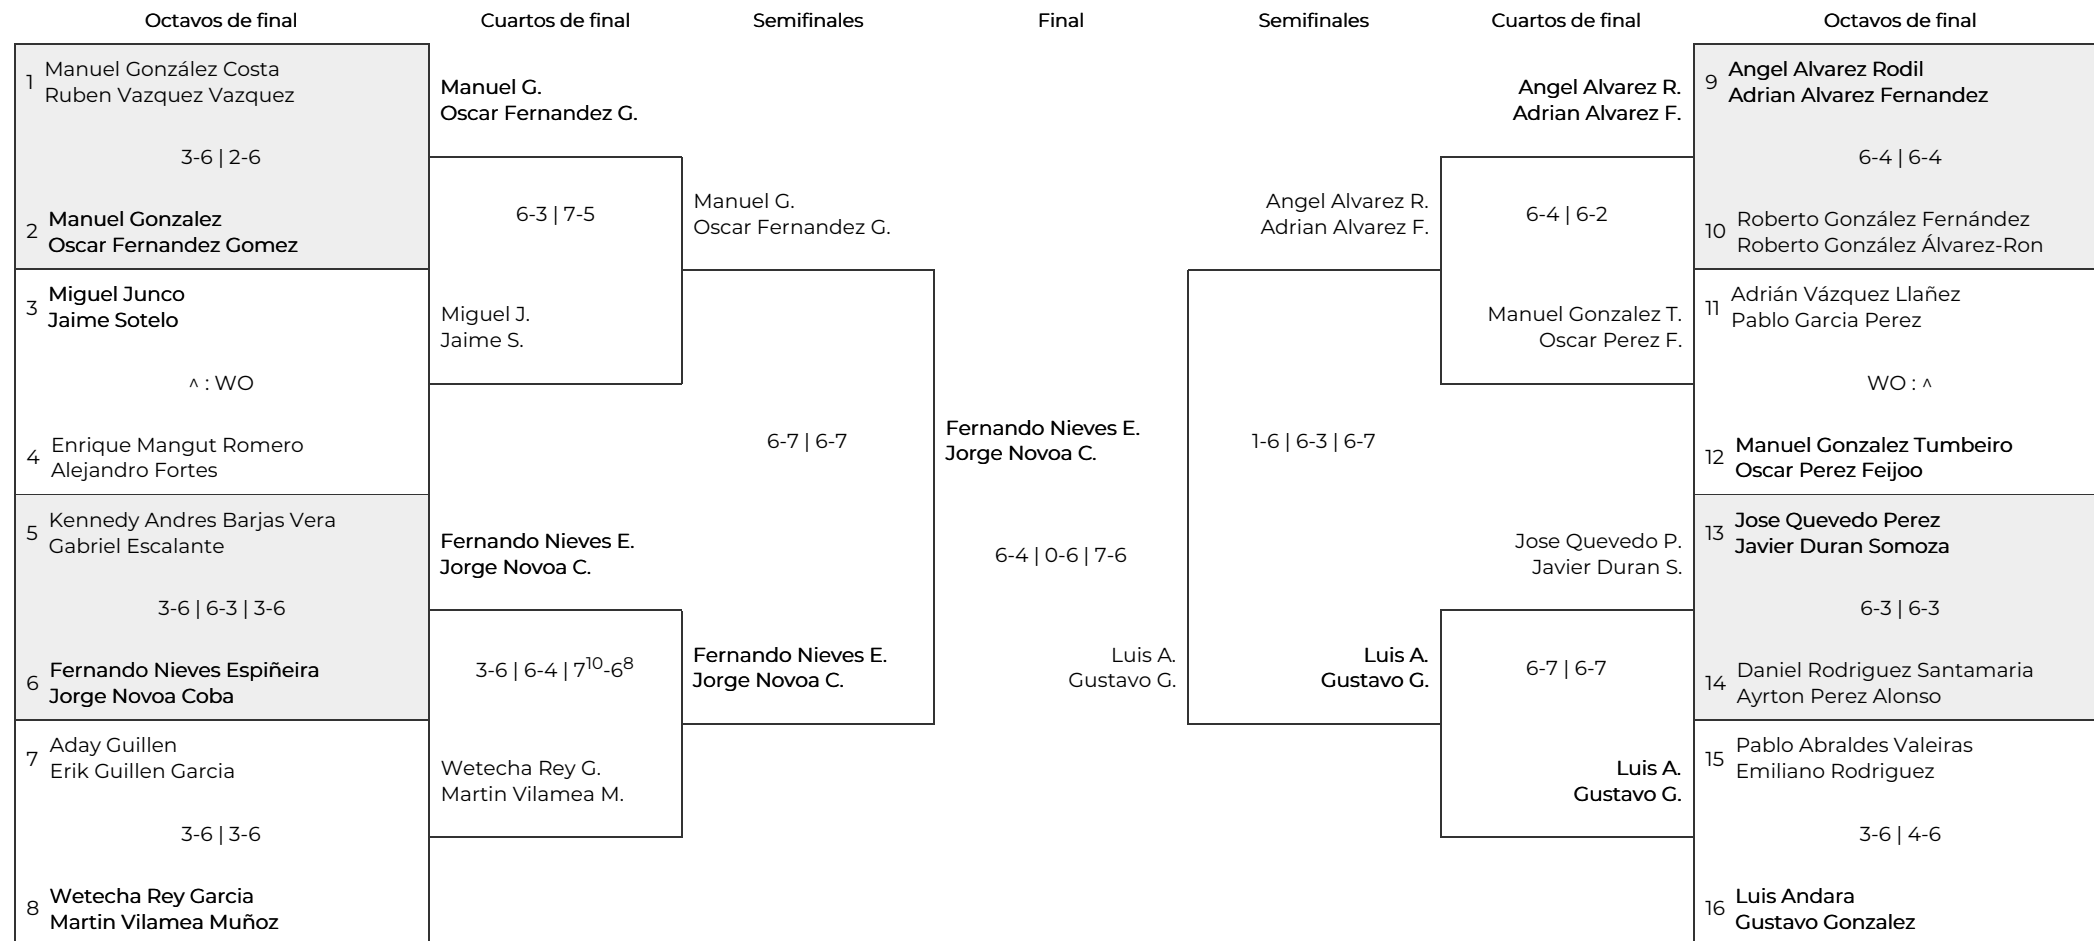 Octavos de final
Cuartos de final
Semifinales
Final
Semifinales
Cuartos de final
Octavos de final
1
Manuel González Costa
Ruben Vazquez Vazquez
3-6 | 2-6
2
Manuel Gonzalez
Oscar Fernandez Gomez
3
Miguel Junco
Jaime Sotelo
^ : WO
4
Enrique Mangut Romero
Alejandro Fortes
5
Kennedy Andres Barjas Vera
Gabriel Escalante
3-6 | 6-3 | 3-6
6
Fernando Nieves Espiñeira
Jorge Novoa Coba
7
Aday Guillen
Erik Guillen Garcia
3-6 | 3-6
8
Wetecha Rey Garcia
Martin Vilamea Muñoz
Manuel G.
Oscar Fernandez G.
6-3 | 7-5
Miguel J.
Jaime S.
Fernando Nieves E.
Jorge Novoa C.
3-6 | 6-4 | 7¹⁰-6⁸
Wetecha Rey G.
Martin Vilamea M.
Manuel G.
Oscar Fernandez G.
6-7 | 6-7
Fernando Nieves E.
Jorge Novoa C.
Fernando Nieves E.
Jorge Novoa C.
6-4 | 0-6 | 7-6
Luis A.
Gustavo G.
Angel Alvarez R.
Adrian Alvarez F.
1-6 | 6-3 | 6-7
Luis A.
Gustavo G.
Angel Alvarez R.
Adrian Alvarez F.
6-4 | 6-2
Manuel Gonzalez T.
Oscar Perez F.
Jose Quevedo P.
Javier Duran S.
6-7 | 6-7
Luis A.
Gustavo G.
9
Angel Alvarez Rodil
Adrian Alvarez Fernandez
6-4 | 6-4
10
Roberto González Fernández
Roberto González Álvarez-Ron
11
Adrián Vázquez Llañez
Pablo Garcia Perez
WO : ^
12
Manuel Gonzalez Tumbeiro
Oscar Perez Feijoo
13
Jose Quevedo Perez
Javier Duran Somoza
6-3 | 6-3
14
Daniel Rodriguez Santamaria
Ayrton Perez Alonso
15
Pablo Abraldes Valeiras
Emiliano Rodriguez
3-6 | 4-6
16
Luis Andara
Gustavo Gonzalez